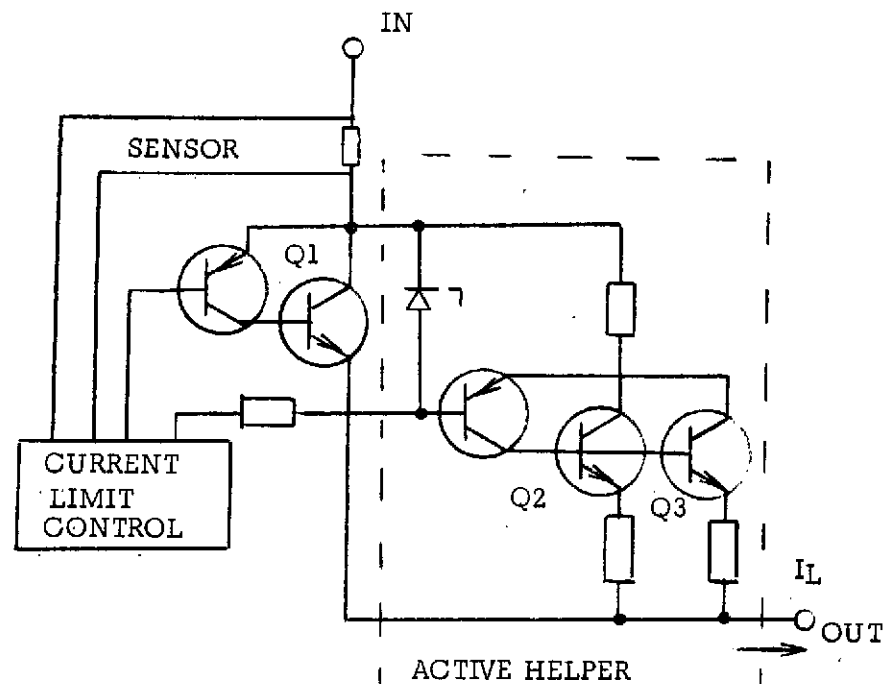 IN
SENSOR
Q1
CURRENT
LIMIT
CONTROL
Q2
Q3
IL
OUT
ACTIVE HELPER